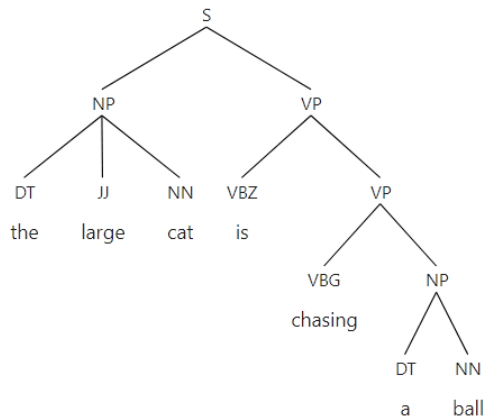 S
NP VP
DT JJ NN VBZ VP
the large cat is
VBG NP
chasing
DT NN
a ball